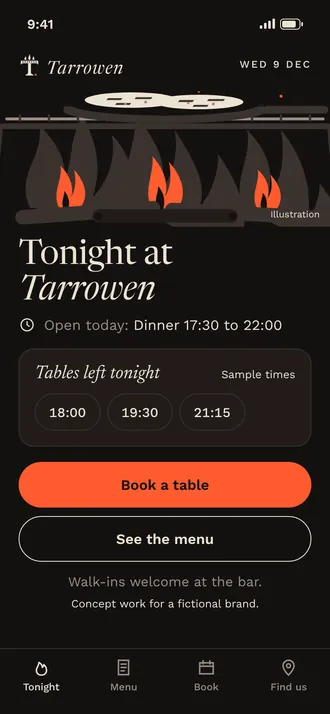 9:41
Tarrowen
WED 9 DEC
Illustration
Tonight at
Tarrowen
Open today: Dinner 17:30 to 22:00
Tables left tonight
Sample times
18:00
19:30
21:15
Book a table
See the menu
Walk-ins welcome at the bar.
Concept work for a fictional brand.
Tonight
Menu
Book
Find us